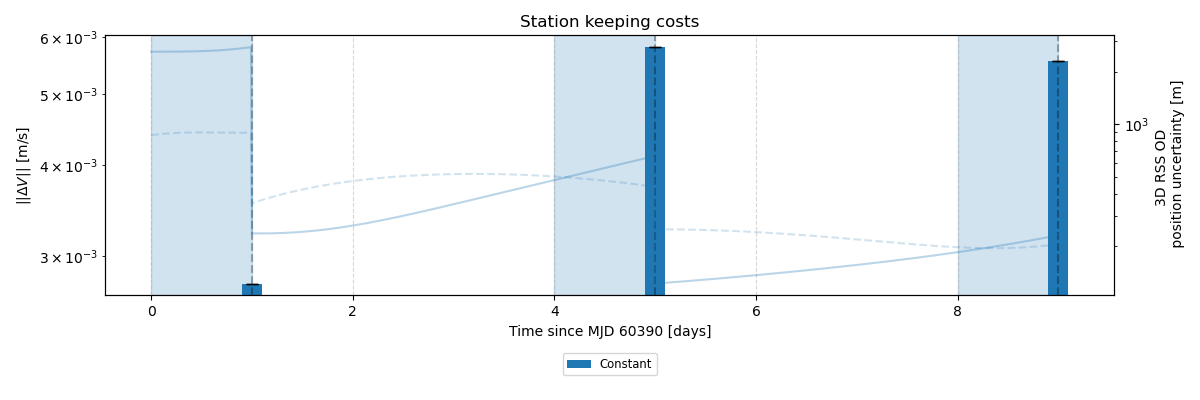 Station keeping costs
6 × 10⁻³
5 × 10⁻³
4 × 10⁻³
3 × 10⁻³
||ΔV|| [m/s]
10³
3D RSS OD
position uncertainty [m]
0 2 4 6 8
Time since MJD 60390 [days]
Constant